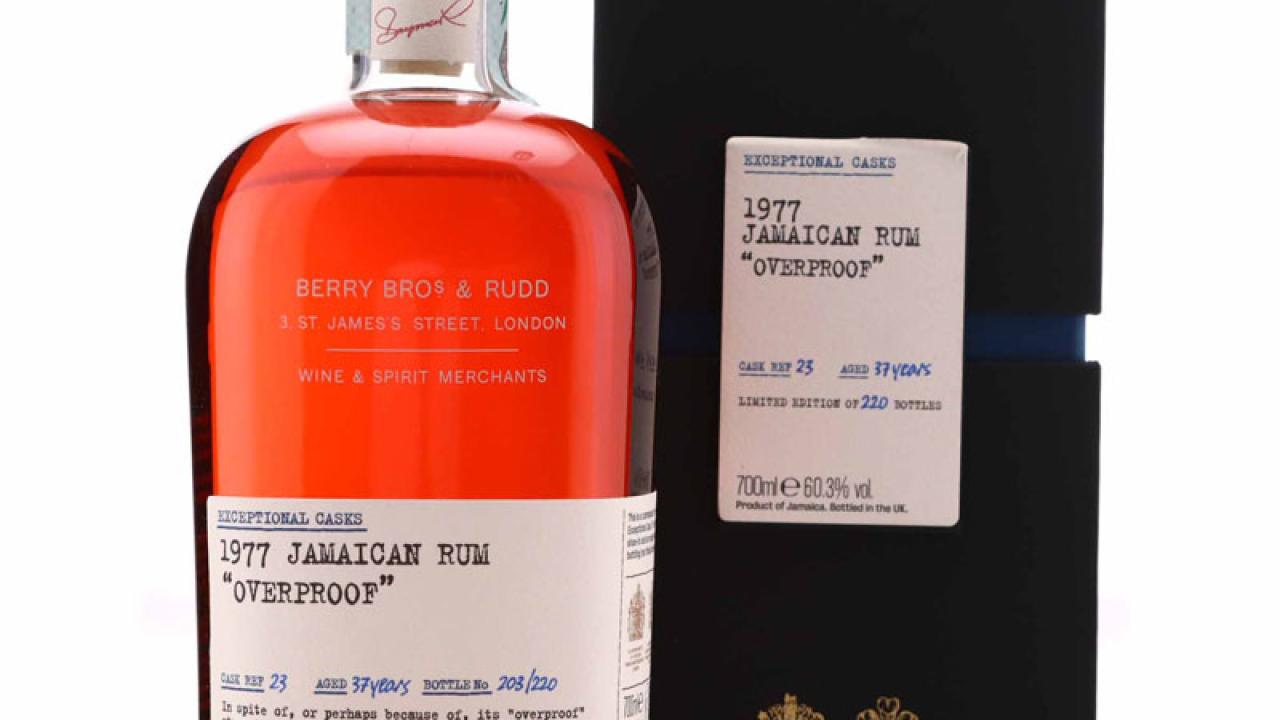 BERRY BROS & RUDD
3, ST. JAMES'S STREET, LONDON
WINE & SPIRIT MERCHANTS
EXCEPTIONAL CASKS
1977 JAMAICAN RUM
“OVERPROOF”
CASK REF 23 AGED 37 years BOTTLE No 203/220
In spite of, or perhaps because of, its "overproof"
700ml
EXCEPTIONAL CASKS
1977
JAMAICAN RUM
“OVERPROOF”
CASK REF 23 AGED 37 years
LIMITED EDITION OF 220 BOTTLES
700ml e 60.3% vol.
Product of Jamaica. Bottled in the UK.